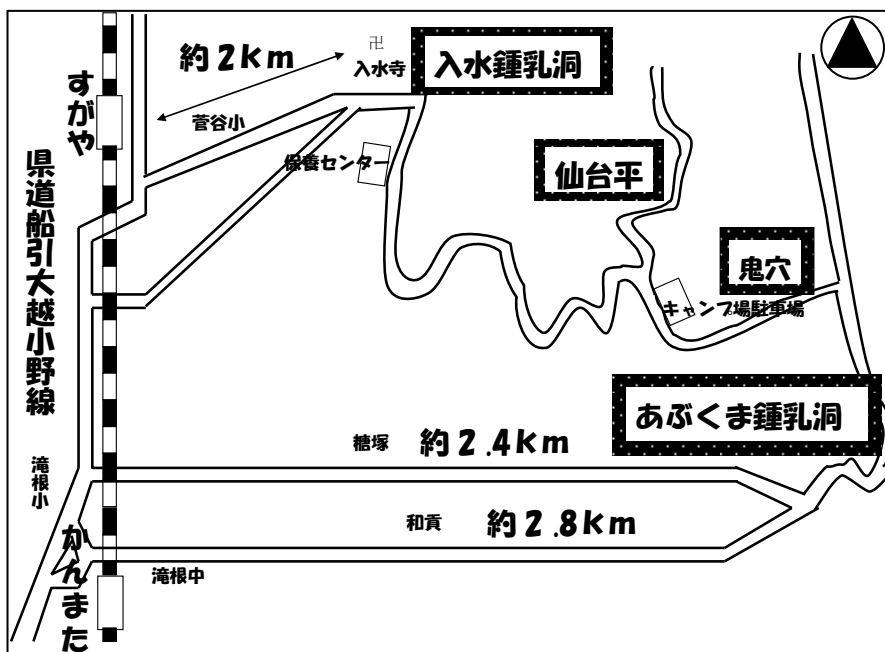 約2km
卍
入水寺
入水鍾乳洞
すがや
菅谷小
保養センター
仙台平
県道船引大越小野線
鬼穴
キャンプ場駐車場
あぶくま鍾乳洞
糖塚
約2.4km
滝根小
和貢
約2.8km
かんまた
滝根中